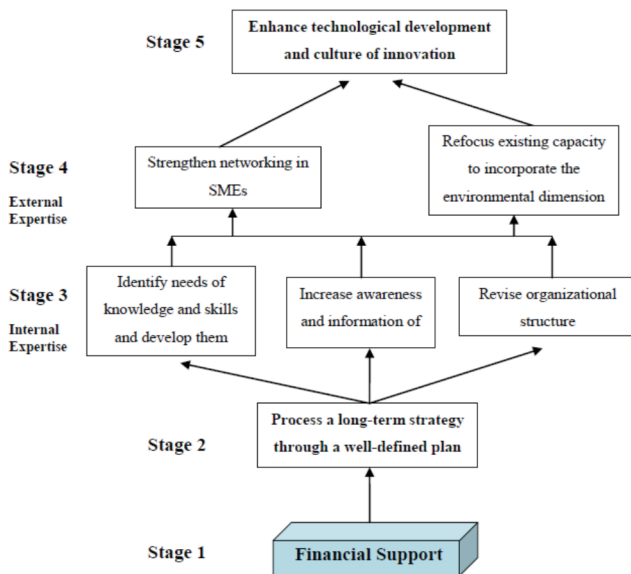 Stage 5
Enhance technological development
and culture of innovation
Stage 4
External
Expertise
Strengthen networking in
SMEs
Refocus existing capacity
to incorporate the
environmental dimension
Stage 3
Internal
Expertise
Identify needs of
knowledge and skills
and develop them
Increase awareness
and information of
Revise organizational
structure
Stage 2
Process a long-term strategy
through a well-defined plan
Stage 1
Financial Support